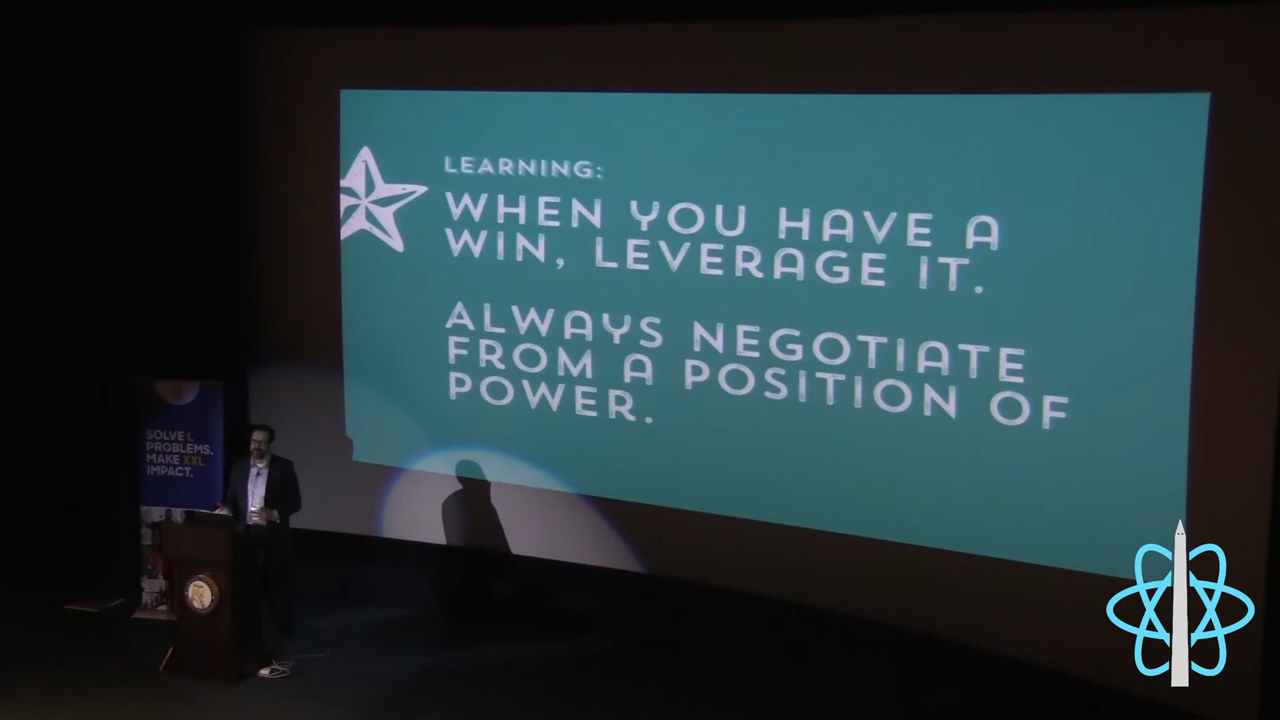 LEARNING:
WHEN YOU HAVE A
WIN, LEVERAGE IT.
ALWAYS NEGOTIATE
FROM A POSITION OF
POWER.
SOLVE L
PROBLEMS.
MAKE XXL
IMPACT.